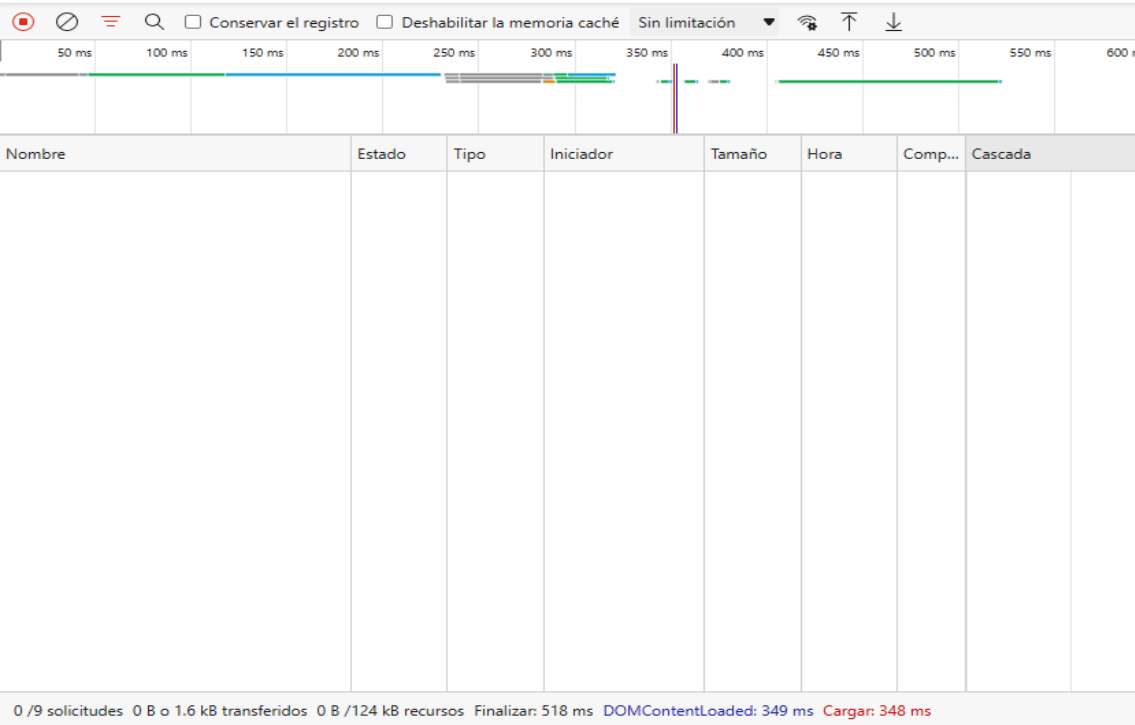 Conservar el registro Deshabilitar la memoria caché Sin limitación
50 ms 100 ms 150 ms 200 ms 250 ms 300 ms 350 ms 400 ms 450 ms 500 ms 550 ms 600
Nombre Estado Tipo Iniciador Tamaño Hora Comp... Cascada
0 /9 solicitudes 0 B o 1.6 kB transferidos 0 B /124 kB recursos Finalizar: 518 ms DOMContentLoaded: 349 ms Cargar: 348 ms